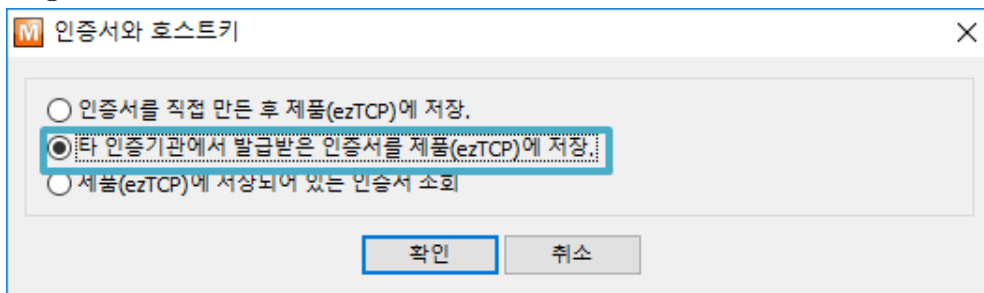 M 인증서와 호스트키
인증서를 직접 만든 후 제품(ezTCP)에 저장.
타 인증기관에서 발급받은 인증서를 제품(ezTCP)에 저장.
제품(ezTCP)에 저장되어 있는 인증서 조회
확인 취소